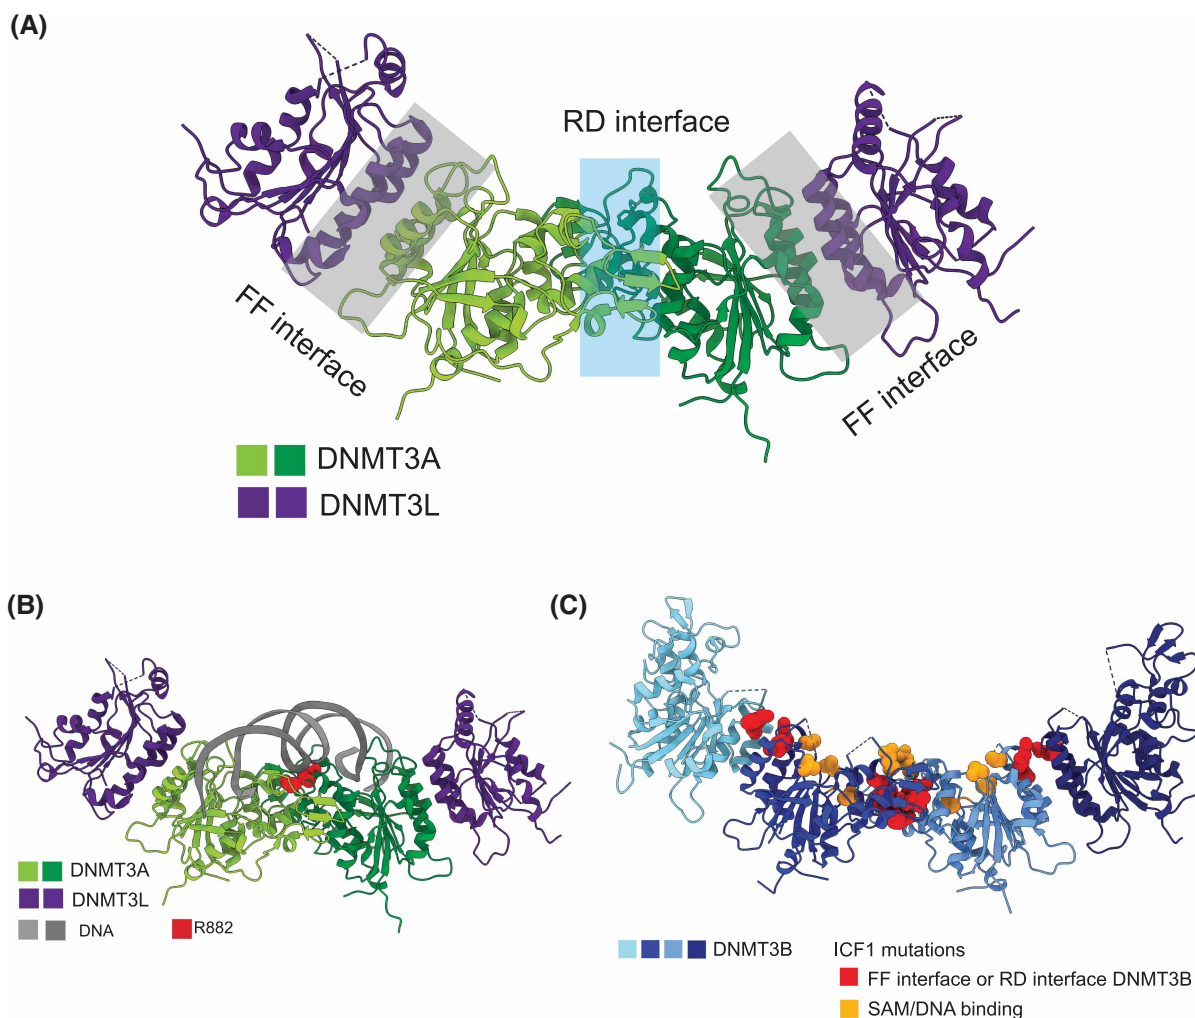 (A)
RD interface
FF interface
FF interface
DNMT3A
DNMT3L
(B)
DNMT3A
DNMT3L
DNA
R882
(C)
DNMT3B
ICF1 mutations
FF interface or RD interface DNMT3B
SAM/DNA binding